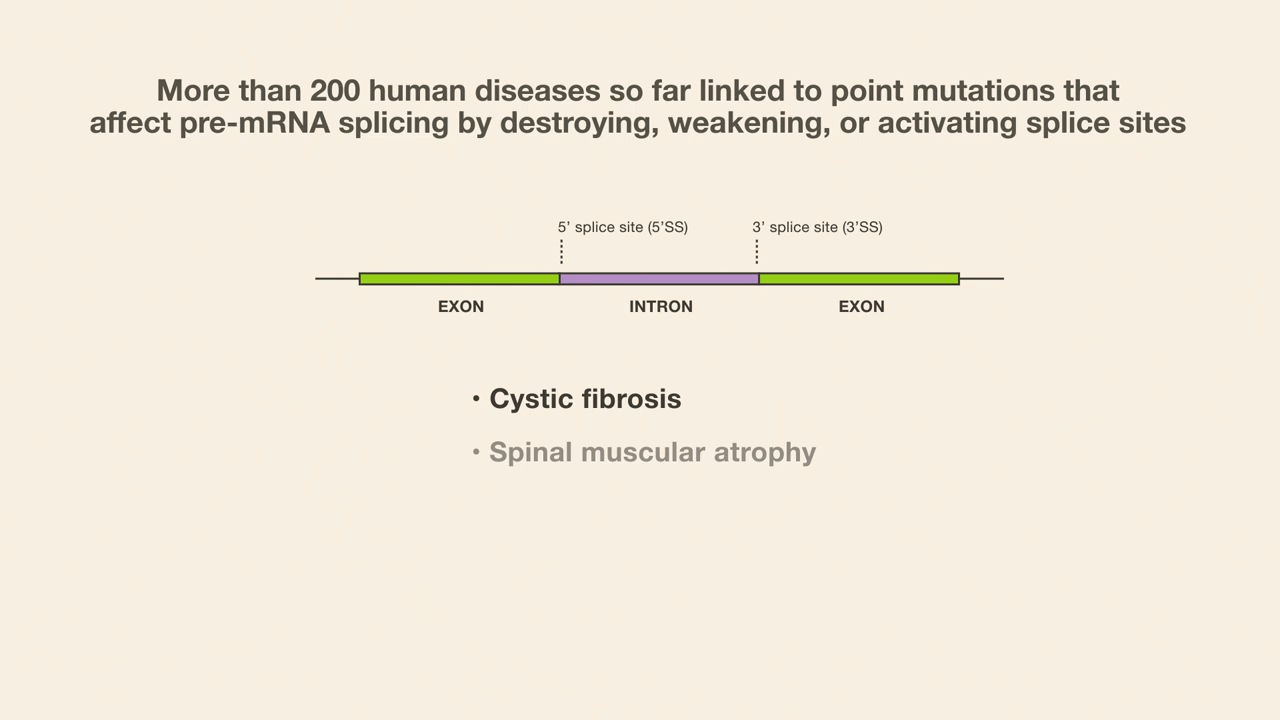 More than 200 human diseases so far linked to point mutations that
affect pre-mRNA splicing by destroying, weakening, or activating splice sites
5’ splice site (5’SS) 3’ splice site (3’SS)
EXON INTRON EXON
• Cystic fibrosis
• Spinal muscular atrophy